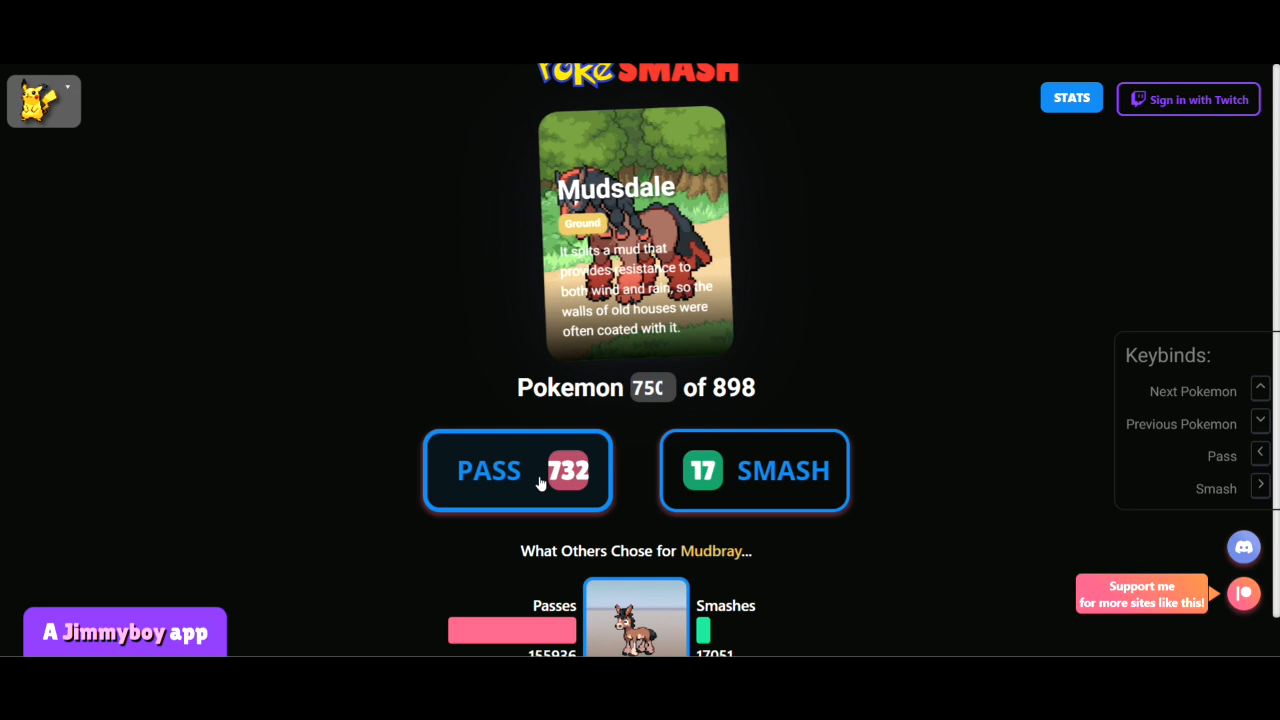 Poké SMASH
STATS
Sign in with Twitch
Mudsdale
Ground
It spits a mud that
provides resistance to
both wind and rain, so the
walls of old houses were
often coated with it.
Pokemon 750 of 898
PASS 732
17 SMASH
Keybinds:
Next Pokemon
Previous Pokemon
Pass
Smash
What Others Chose for Mudbray...
Passes
Smashes
155936
17051
Support me
for more sites like this!
A Jimmyboy app